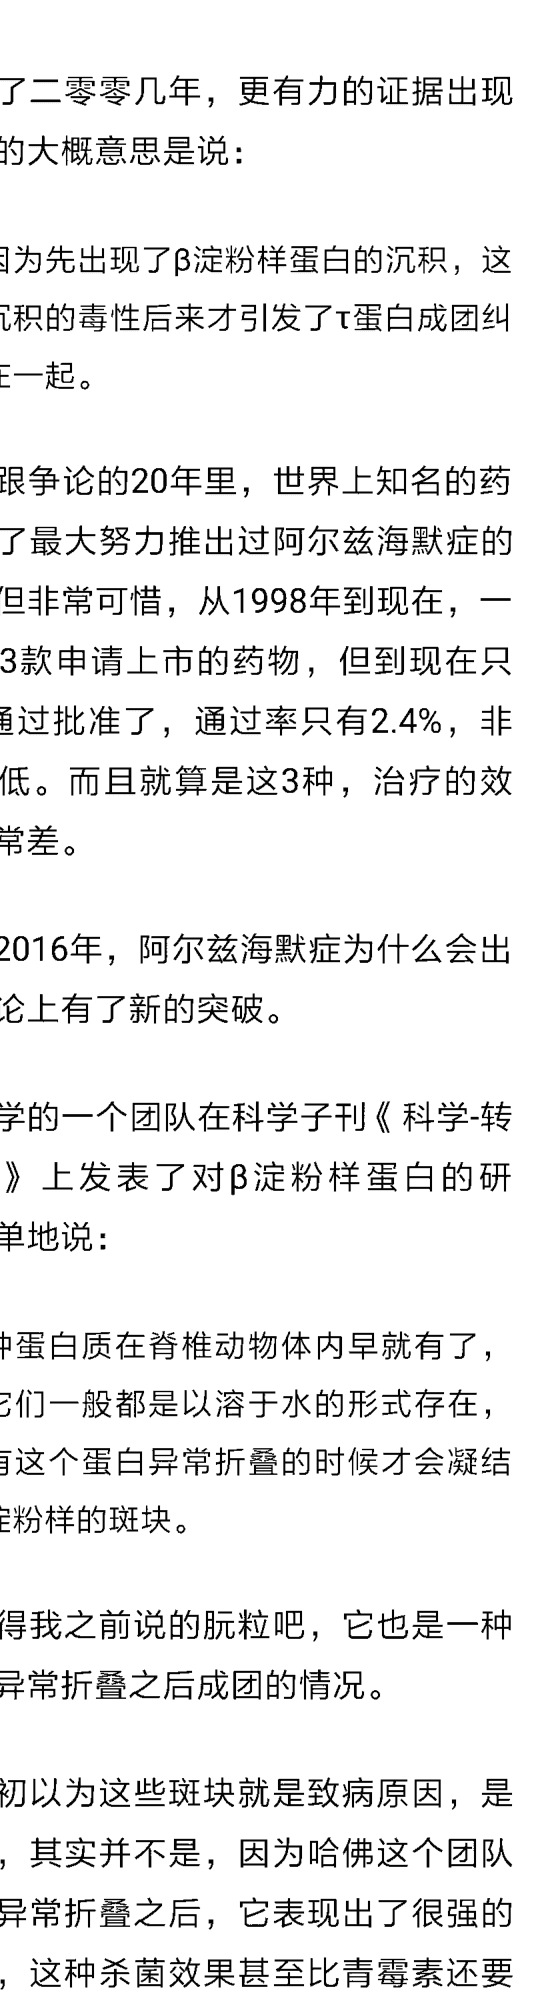 了二零零几年，更有力的证据出现
的大概意思是说：
因为先出现了β淀粉样蛋白的沉积，这
沉积的毒性后来才引发了τ蛋白成团纠
在一起。
跟争论的20年里，世界上知名的药
了最大努力推出过阿尔兹海默症的
但非常可惜，从1998年到现在，一
3款申请上市的药物，但到现在只
通过批准了，通过率只有2.4%，非
低。而且就算是这3种，治疗的效
常差。
2016年，阿尔兹海默症为什么会出
论上有了新的突破。
学的一个团队在科学子刊《 科学-转
》上发表了对β淀粉样蛋白的研
单地说：
种蛋白质在脊椎动物体内早就有了，
它们一般都是以溶于水的形式存在，
有这个蛋白异常折叠的时候才会凝结
淀粉样的斑块。
得我之前说的朊粒吧，它也是一种
异常折叠之后成团的情况。
初以为这些斑块就是致病原因，是
，其实并不是，因为哈佛这个团队
异常折叠之后，它表现出了很强的
，这种杀菌效果甚至比青霉素还要